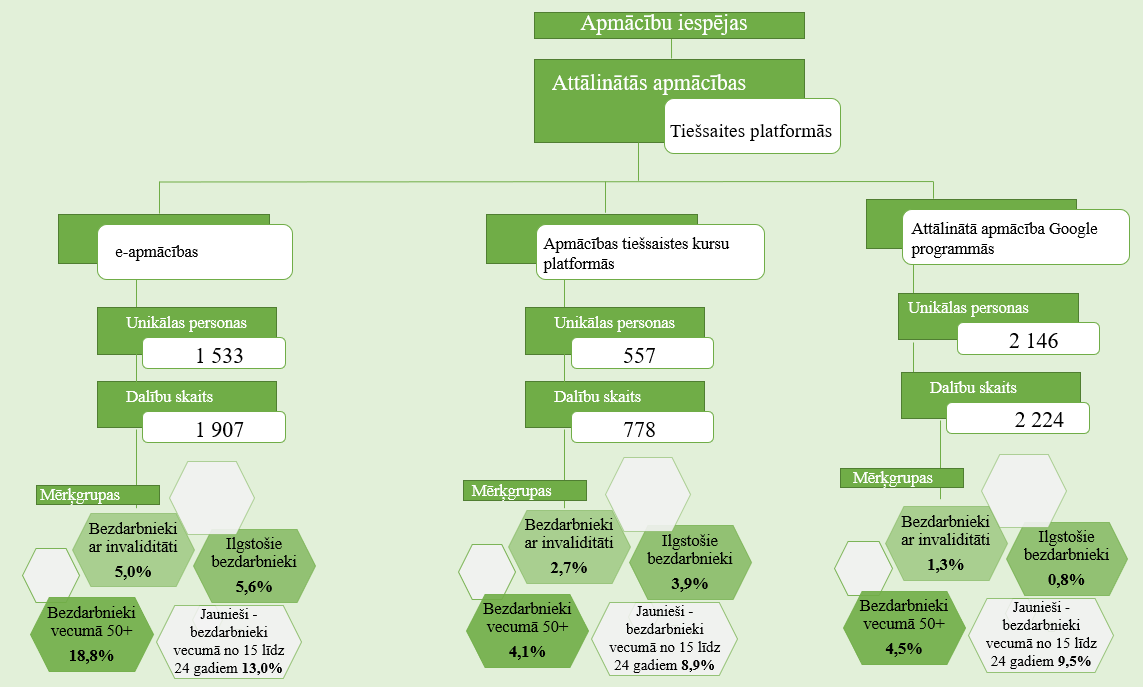 Apmācību iespējas
Attālinātās apmācības
Tiešsaites platformās
e-apmācības
Unikālas personas
1 533
Dalību skaits
1 907
Mērķgrupas
Bezdarbnieki
ar invaliditāti
5,0%
Ilgstošie
bezdarbnieki
5,6%
Bezdarbnieki
vecumā 50+
18,8%
Jaunieši -
bezdarbnieki
vecumā no 15 līdz
24 gadiem 13,0%
Apmācības tiešsaistes kursu
platformās
Unikālas personas
557
Dalību skaits
778
Mērķgrupas
Bezdarbnieki
ar invaliditāti
2,7%
Ilgstošie
bezdarbnieki
3,9%
Bezdarbnieki
vecumā 50+
4,1%
Jaunieši -
bezdarbnieki
vecumā no 15 līdz
24 gadiem 8,9%
Attālinātā apmācība Google
programmās
Unikālas personas
2 146
Dalību skaits
2 224
Mērķgrupas
Bezdarbnieki
ar invaliditāti
1,3%
Ilgstošie
bezdarbnieki
0,8%
Bezdarbnieki
vecumā 50+
4,5%
Jaunieši -
bezdarbnieki
vecumā no 15 līdz
24 gadiem 9,5%